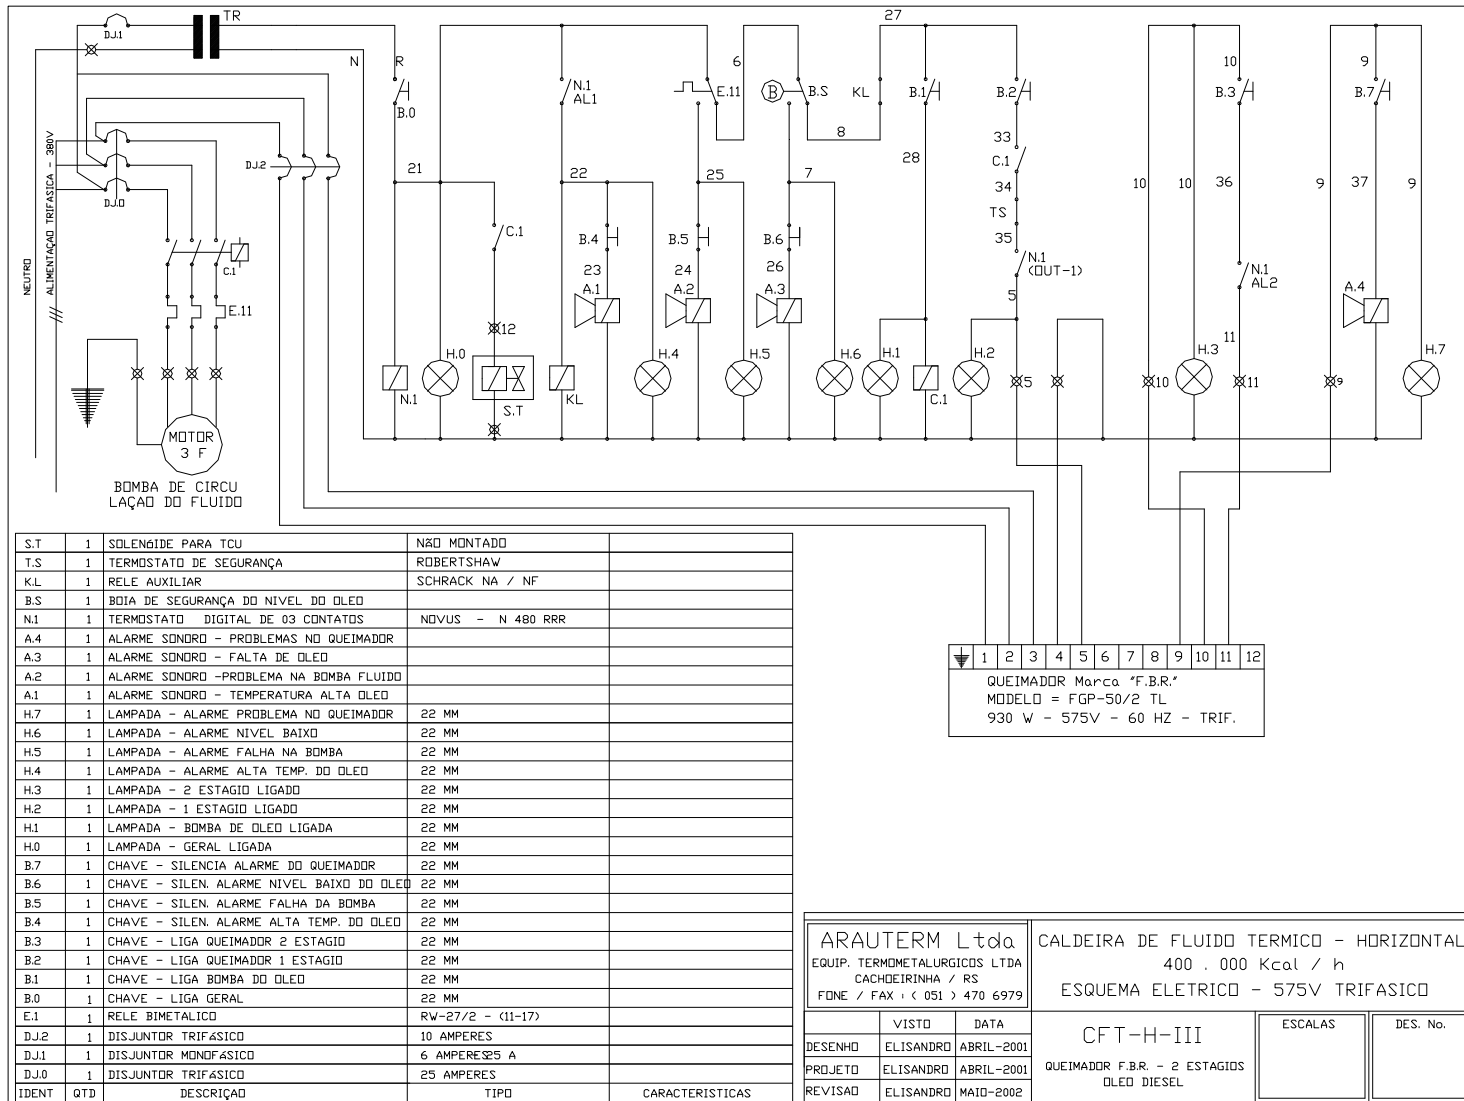 TR
DJ.1
N
R
B.0
27
6
10
9
N.1
AL1
E.11
B
B.S
KL
B.1
B.2
B.3
B.7
8
33
C.1
34
TS
35
N.1
(OUT-1)
5
DJ.2
DJ.0
21
22
25
7
28
10
10
36
9
37
9
NEUTRO
ALIMENTAÇAO TRIFASICA - 380V
C.1
E.11
C.1
B.4
B.5
B.6
23
24
26
A.1
A.2
A.3
N.1
AL2
A.4
12
11
H.0
H.4
H.5
H.6
H.1
H.2
H.3
H.7
N.1
S.T
KL
C.1
5
10
11
9
MOTOR
3 F
BOMBA DE CIRCU
LAÇAO DO FLUIDO
1 2 3 4 5 6 7 8 9 10 11 12
QUEIMADOR Marca "F.B.R."
MODELO = FGP-50/2 TL
930 W - 575V - 60 HZ - TRIF.
S.T 1 SOLENóIDE PARA TCU NãO MONTADO
T.S 1 TERMOSTATO DE SEGURANÇA ROBERTSHAW
K.L 1 RELE AUXILIAR SCHRACK NA / NF
B.S 1 BOIA DE SEGURANÇA DO NIVEL DO OLEO
N.1 1 TERMOSTATO DIGITAL DE 03 CONTATOS NOVUS - N 480 RRR
A.4 1 ALARME SONORO - PROBLEMAS NO QUEIMADOR
A.3 1 ALARME SONORO - FALTA DE OLEO
A.2 1 ALARME SONORO -PROBLEMA NA BOMBA FLUIDO
A.1 1 ALARME SONORO - TEMPERATURA ALTA OLEO
H.7 1 LAMPADA - ALARME PROBLEMA NO QUEIMADOR 22 MM
H.6 1 LAMPADA - ALARME NIVEL BAIXO 22 MM
H.5 1 LAMPADA - ALARME FALHA NA BOMBA 22 MM
H.4 1 LAMPADA - ALARME ALTA TEMP. DO OLEO 22 MM
H.3 1 LAMPADA - 2 ESTAGIO LIGADO 22 MM
H.2 1 LAMPADA - 1 ESTAGIO LIGADO 22 MM
H.1 1 LAMPADA - BOMBA DE OLEO LIGADA 22 MM
H.0 1 LAMPADA - GERAL LIGADA 22 MM
B.7 1 CHAVE - SILENCIA ALARME DO QUEIMADOR 22 MM
B.6 1 CHAVE - SILEN. ALARME NIVEL BAIXO DO OLEO 22 MM
B.5 1 CHAVE - SILEN. ALARME FALHA DA BOMBA 22 MM
B.4 1 CHAVE - SILEN. ALARME ALTA TEMP. DO OLEO 22 MM
B.3 1 CHAVE - LIGA QUEIMADOR 2 ESTAGIO 22 MM
B.2 1 CHAVE - LIGA QUEIMADOR 1 ESTAGIO 22 MM
B.1 1 CHAVE - LIGA BOMBA DO OLEO 22 MM
B.0 1 CHAVE - LIGA GERAL 22 MM
E.1 1 RELE BIMETALICO RW-27/2 - (11-17)
DJ.2 1 DISJUNTOR TRIFáSICO 10 AMPERES
DJ.1 1 DISJUNTOR MONOFáSICO 6 AMPERES25 A
DJ.0 1 DISJUNTOR TRIFáSICO 25 AMPERES
IDENT QTD DESCRIÇAO TIPO CARACTERISTICAS
ARAUTERM Ltda
EQUIP. TERMOMETALURGICOS LTDA
CACHOEIRINHA / RS
FONE / FAX : ( 051 ) 470 6979
CALDEIRA DE FLUIDO TERMICO - HORIZONTAL
400 . 000 Kcal / h
ESQUEMA ELETRICO - 575V TRIFASICO
VISTO DATA
DESENHO ELISANDRO ABRIL-2001
PROJETO ELISANDRO ABRIL-2001
REVISAO ELISANDRO MAIO-2002
CFT-H-III
QUEIMADOR F.B.R. - 2 ESTAGIOS
OLEO DIESEL
ESCALAS
DES. No.